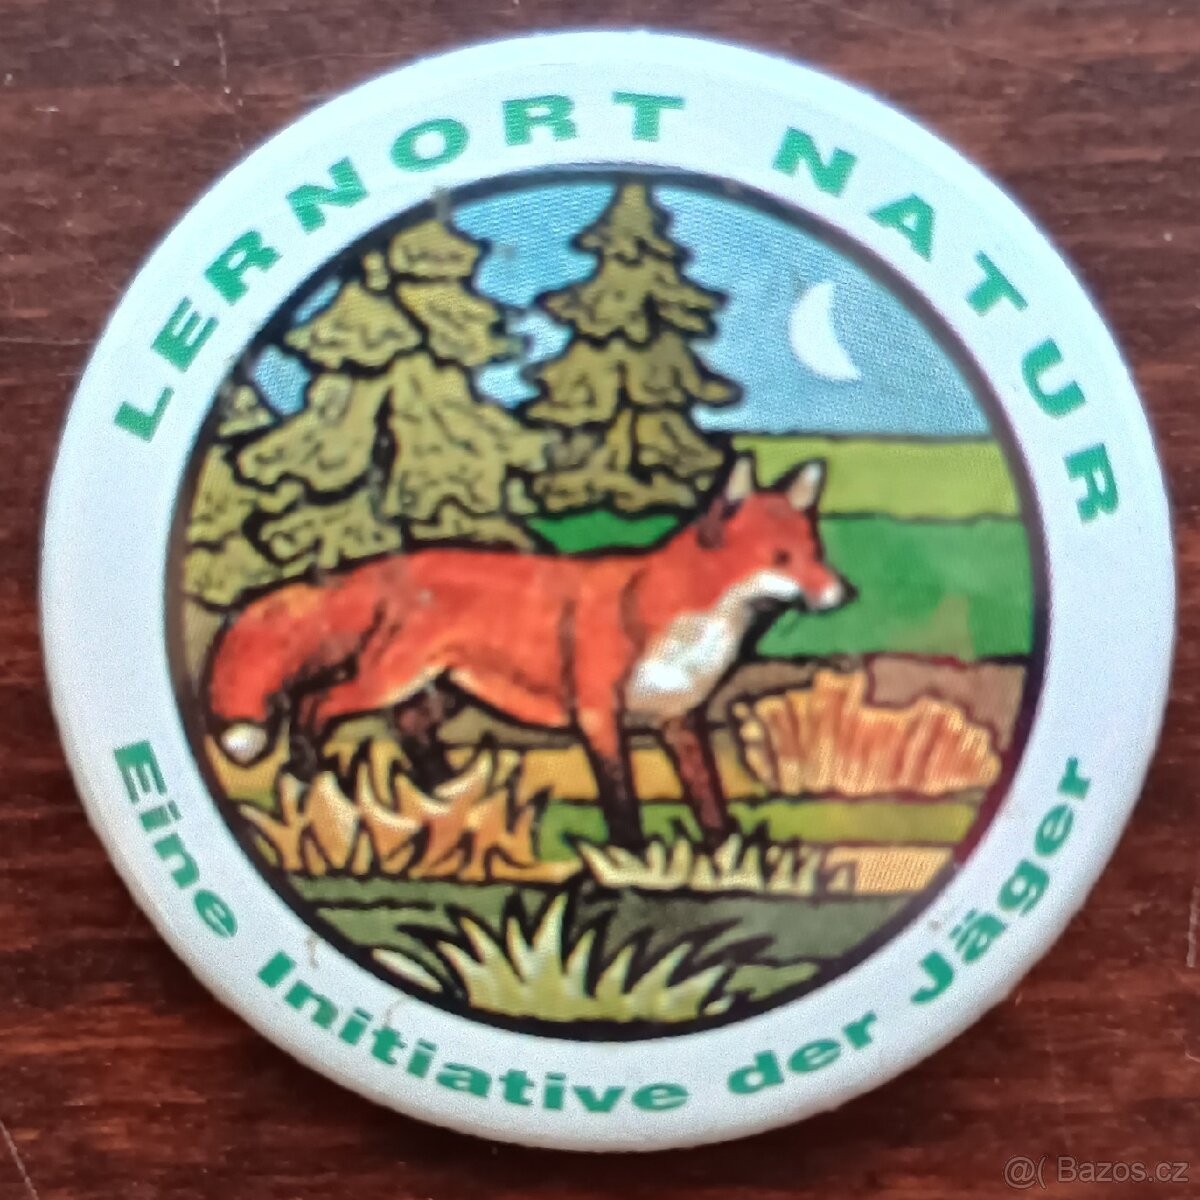 LERNORT NATUR
Eine Initiative der Jäger
@( Bazos.cz